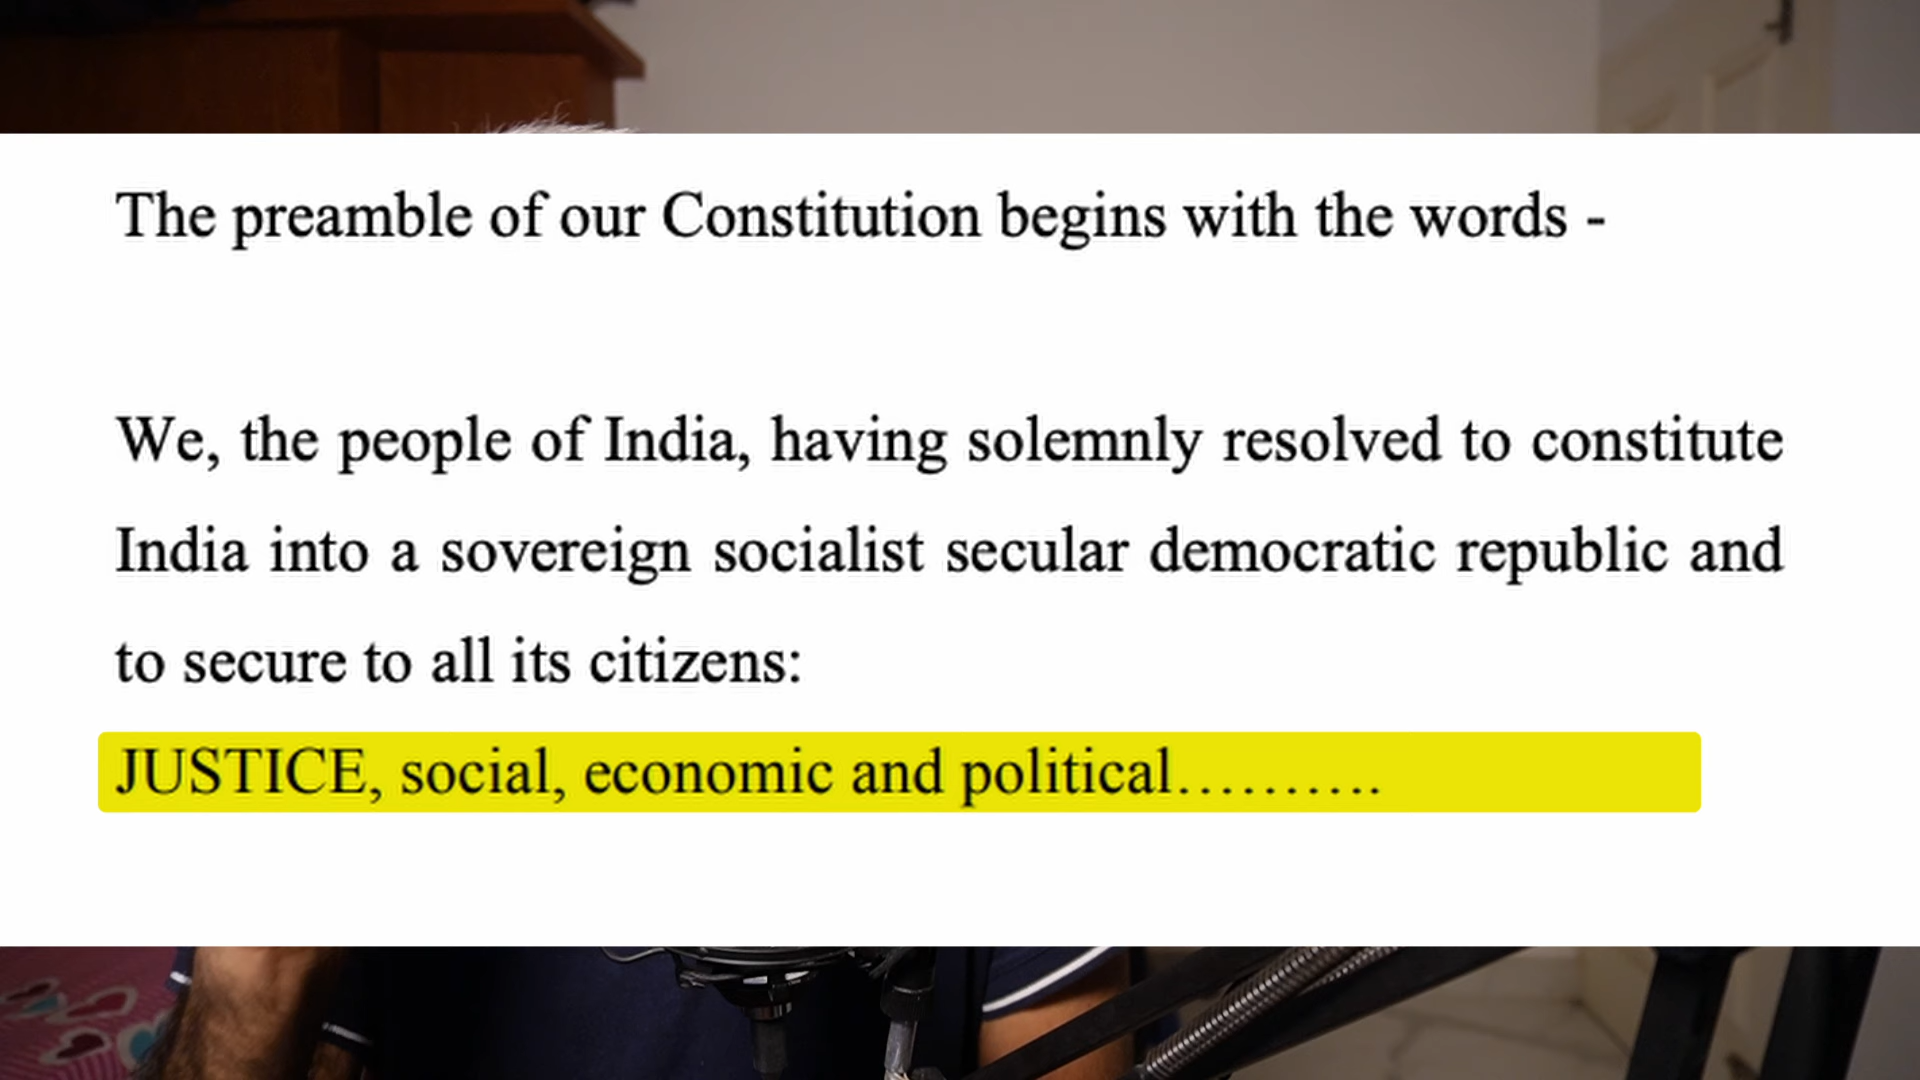 The preamble of our Constitution begins with the words -
We, the people of India, having solemnly resolved to constitute
India into a sovereign socialist secular democratic republic and
to secure to all its citizens:
JUSTICE, social, economic and political……….